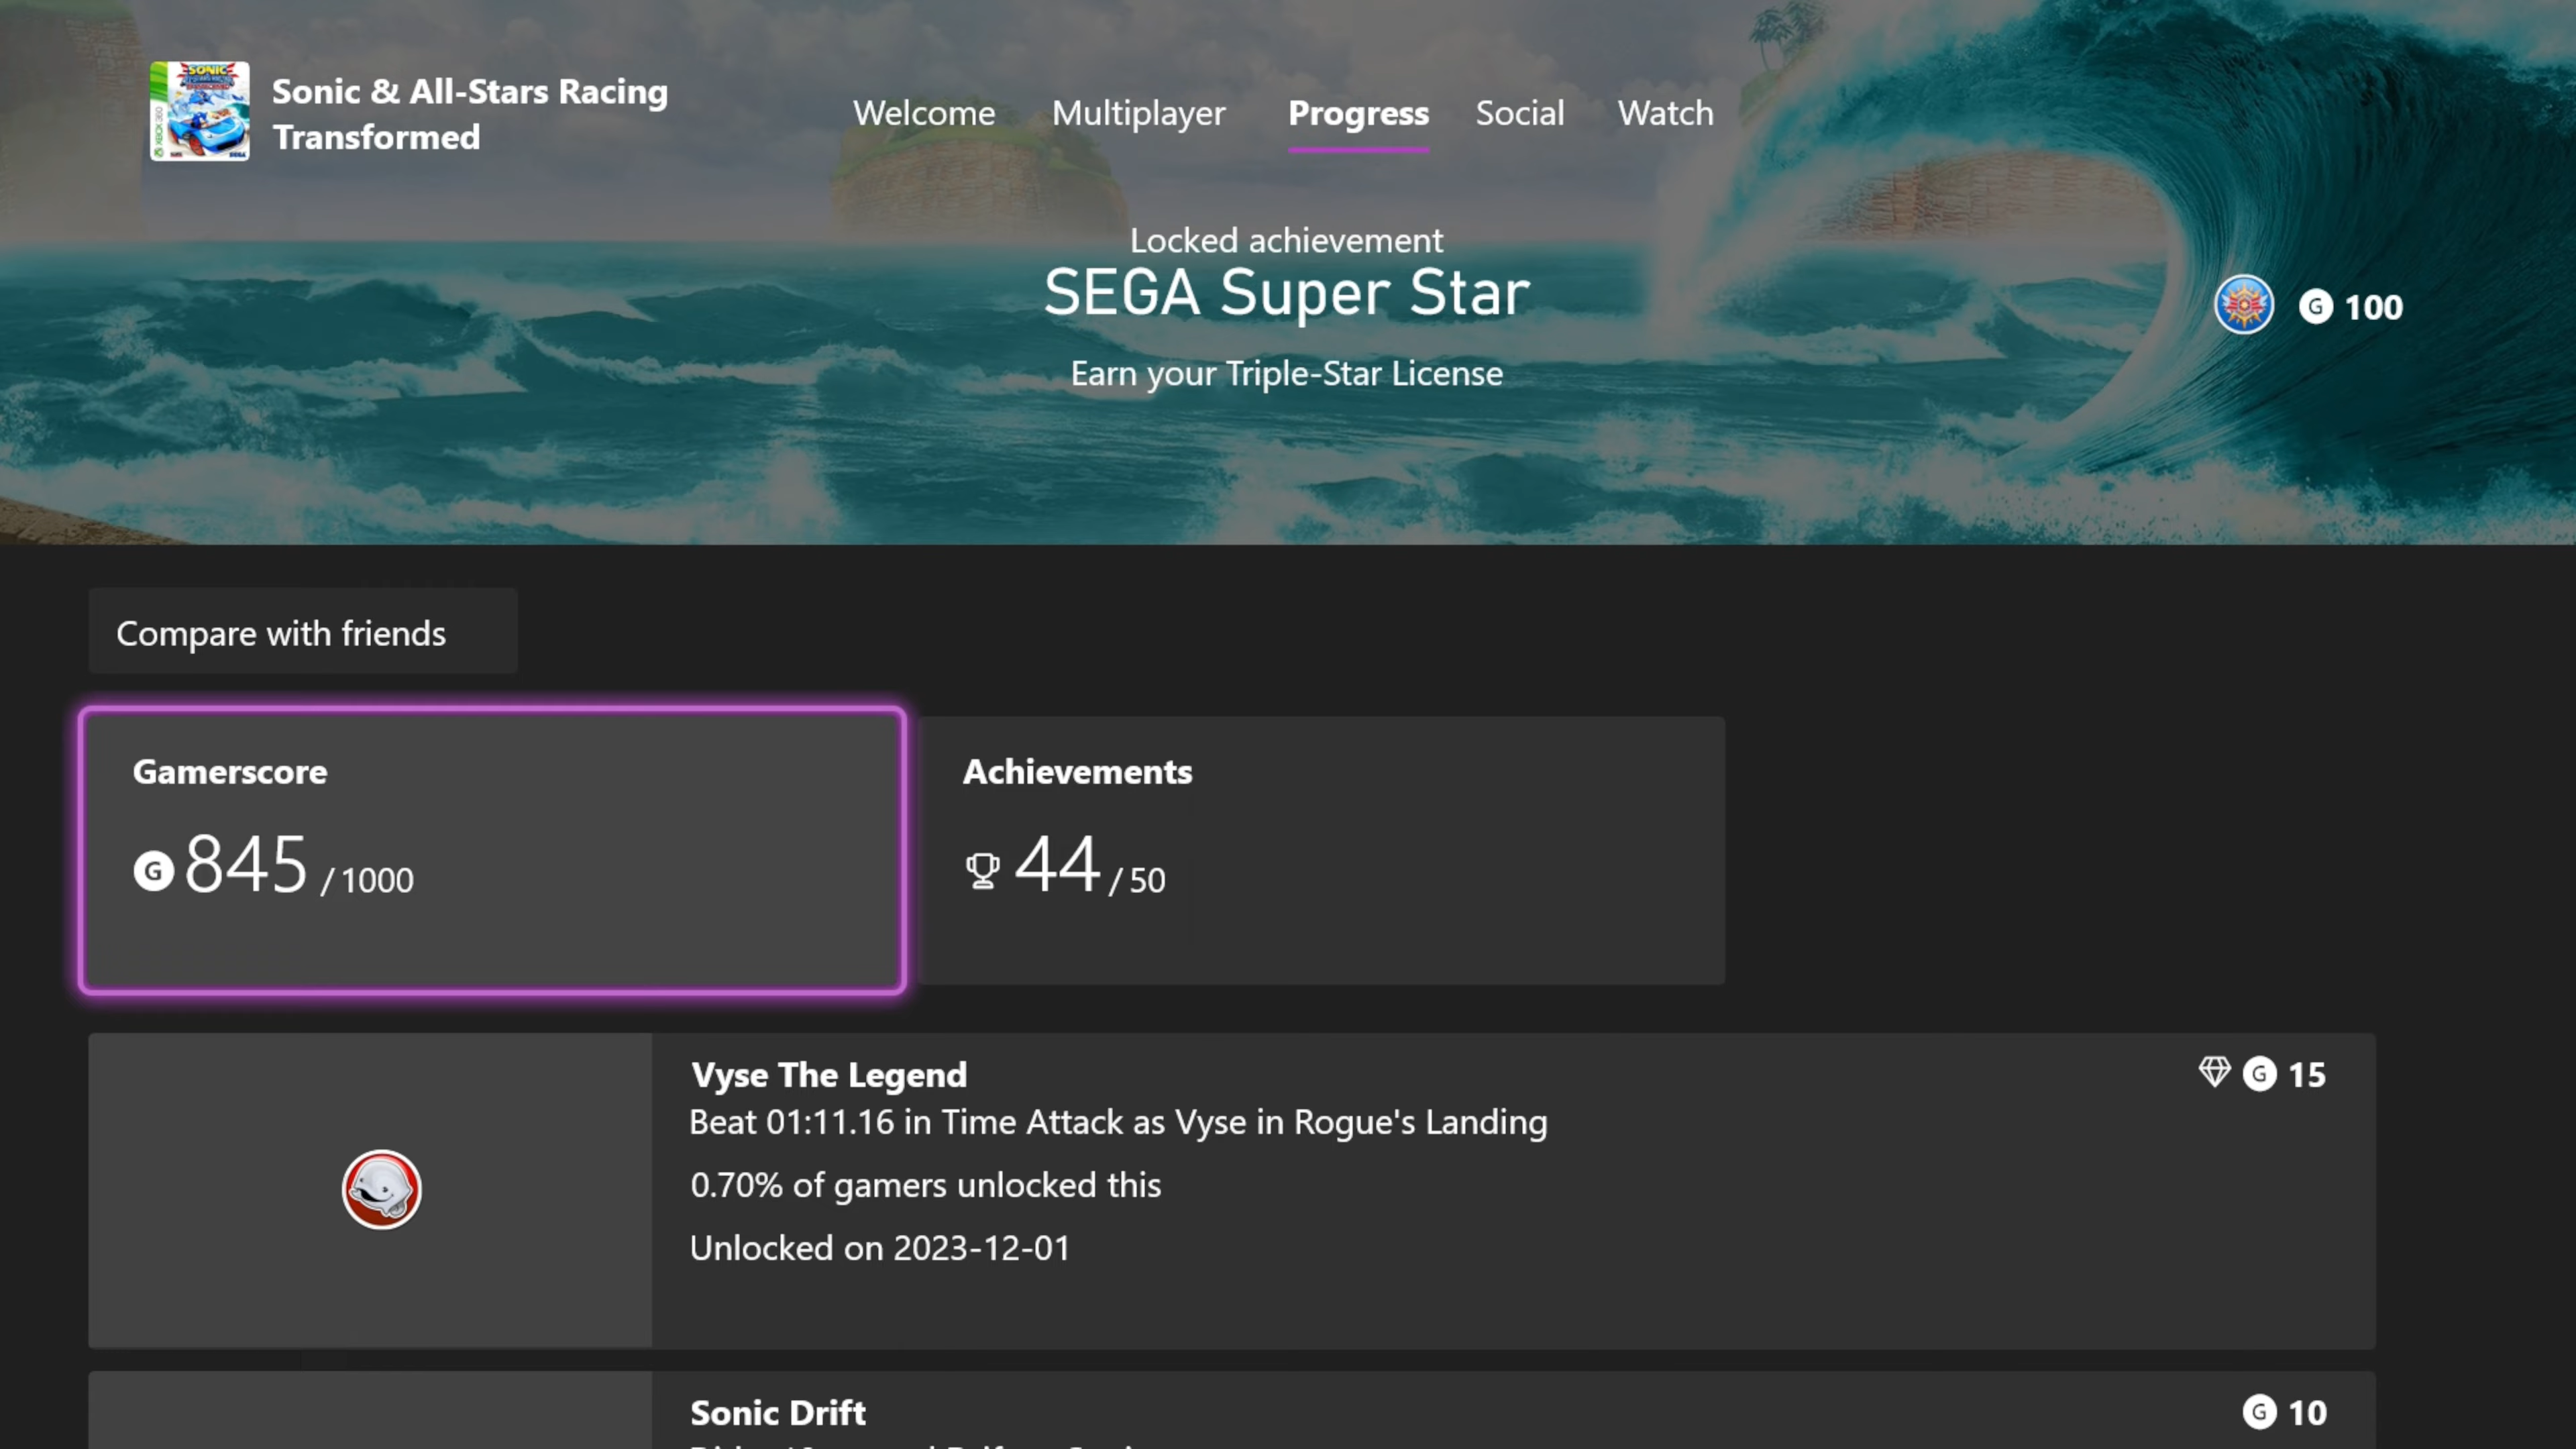 Sonic & All-Stars Racing
Transformed
Welcome
Multiplayer
Progress
Social
Watch
Locked achievement
SEGA Super Star
G 100
Earn your Triple-Star License
Compare with friends
Gamerscore
G 845 / 1000
Achievements
44 / 50
Vyse The Legend
G 15
Beat 01:11.16 in Time Attack as Vyse in Rogue's Landing
0.70% of gamers unlocked this
Unlocked on 2023-12-01
Sonic Drift
G 10